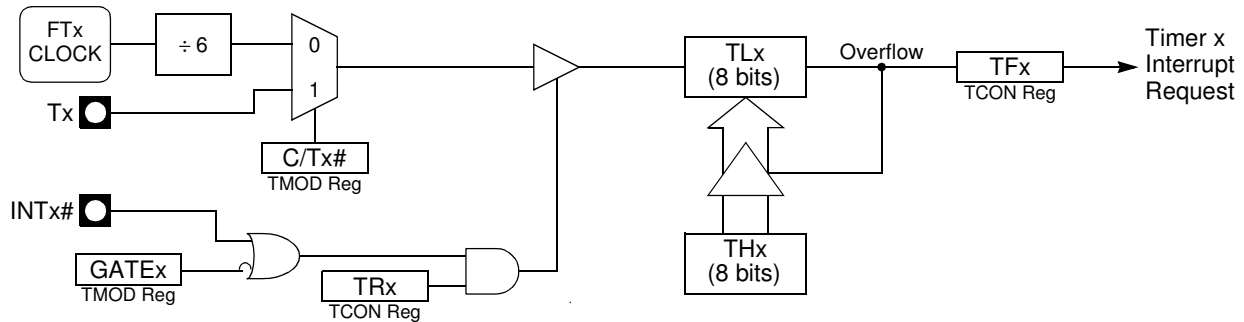 FTx
CLOCK
÷ 6
0
1
Tx
C/Tx#
TMOD Reg
TLx
(8 bits)
Overflow
TFx
TCON Reg
Timer x
Interrupt
Request
INTx#
GATEx
TMOD Reg
TRx
TCON Reg
THx
(8 bits)